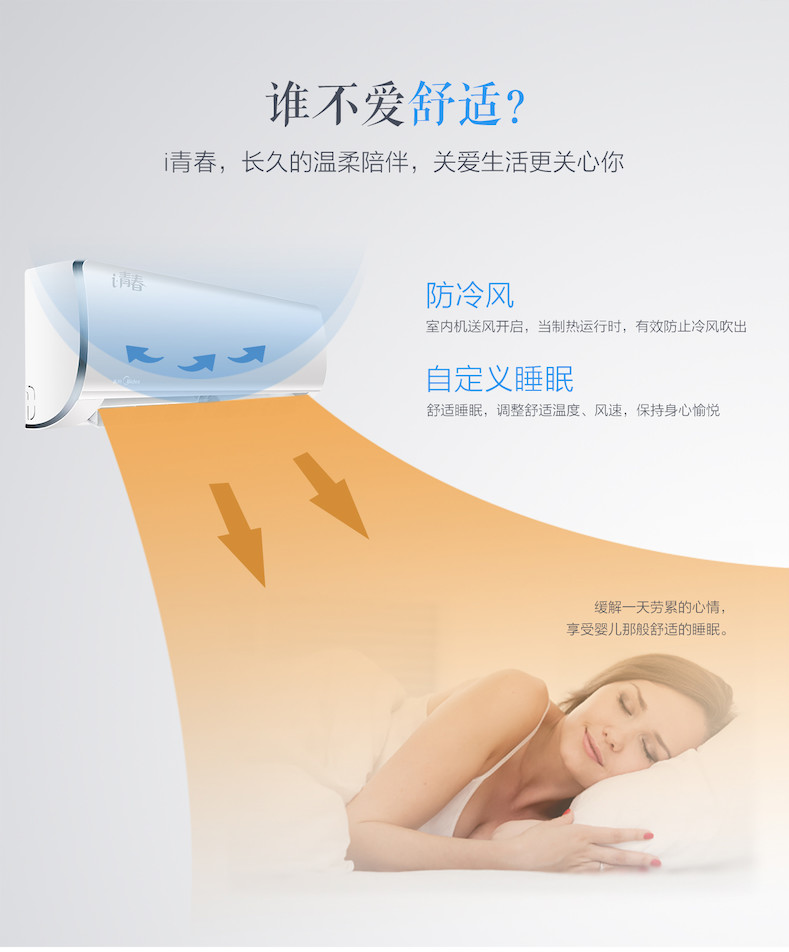 谁不爱舒适?
i青春，长久的温柔陪伴，关爱生活更关心你
i青春
防冷风
室内机送风开启，当制热运行时，有效防止冷风吹出
自定义睡眠
舒适睡眠，调整舒适温度、风速，保持身心愉悦
Midea
缓解一天劳累的心情，
享受婴儿那般舒适的睡眠。